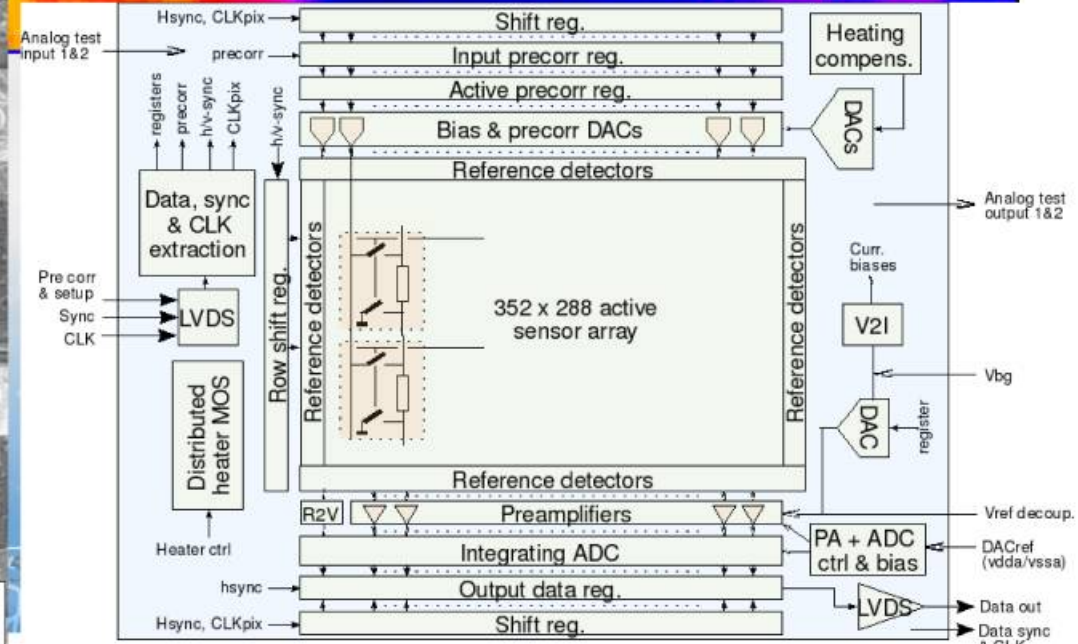 Hsync, CLKpix
Shift reg.
Heating
compens.
Analog test
input 1&2
precorr
Input precorr reg.
Active precorr reg.
registers
precorr
h/v-sync
CLKpix
h/v-sync
Bias & precorr DACs
DACs
Reference detectors
Data, sync
& CLK
extraction
Analog test
output 1&2
Row shift reg.
Reference detectors
Reference detectors
Curr.
biases
Pre corr
& setup
Sync
CLK
LVDS
352 x 288 active
sensor array
V2I
Vbg
Distributed
heater MOS
DAC
register
Reference detectors
R2V
Preamplifiers
Vref decoup.
Heater ctrl
Integrating ADC
PA + ADC
ctrl & bias
DACref
(vdda/vssa)
hsync
Output data reg.
LVDS
Data out
Hsync, CLKpix
Shift reg.
Data sync
& CLK